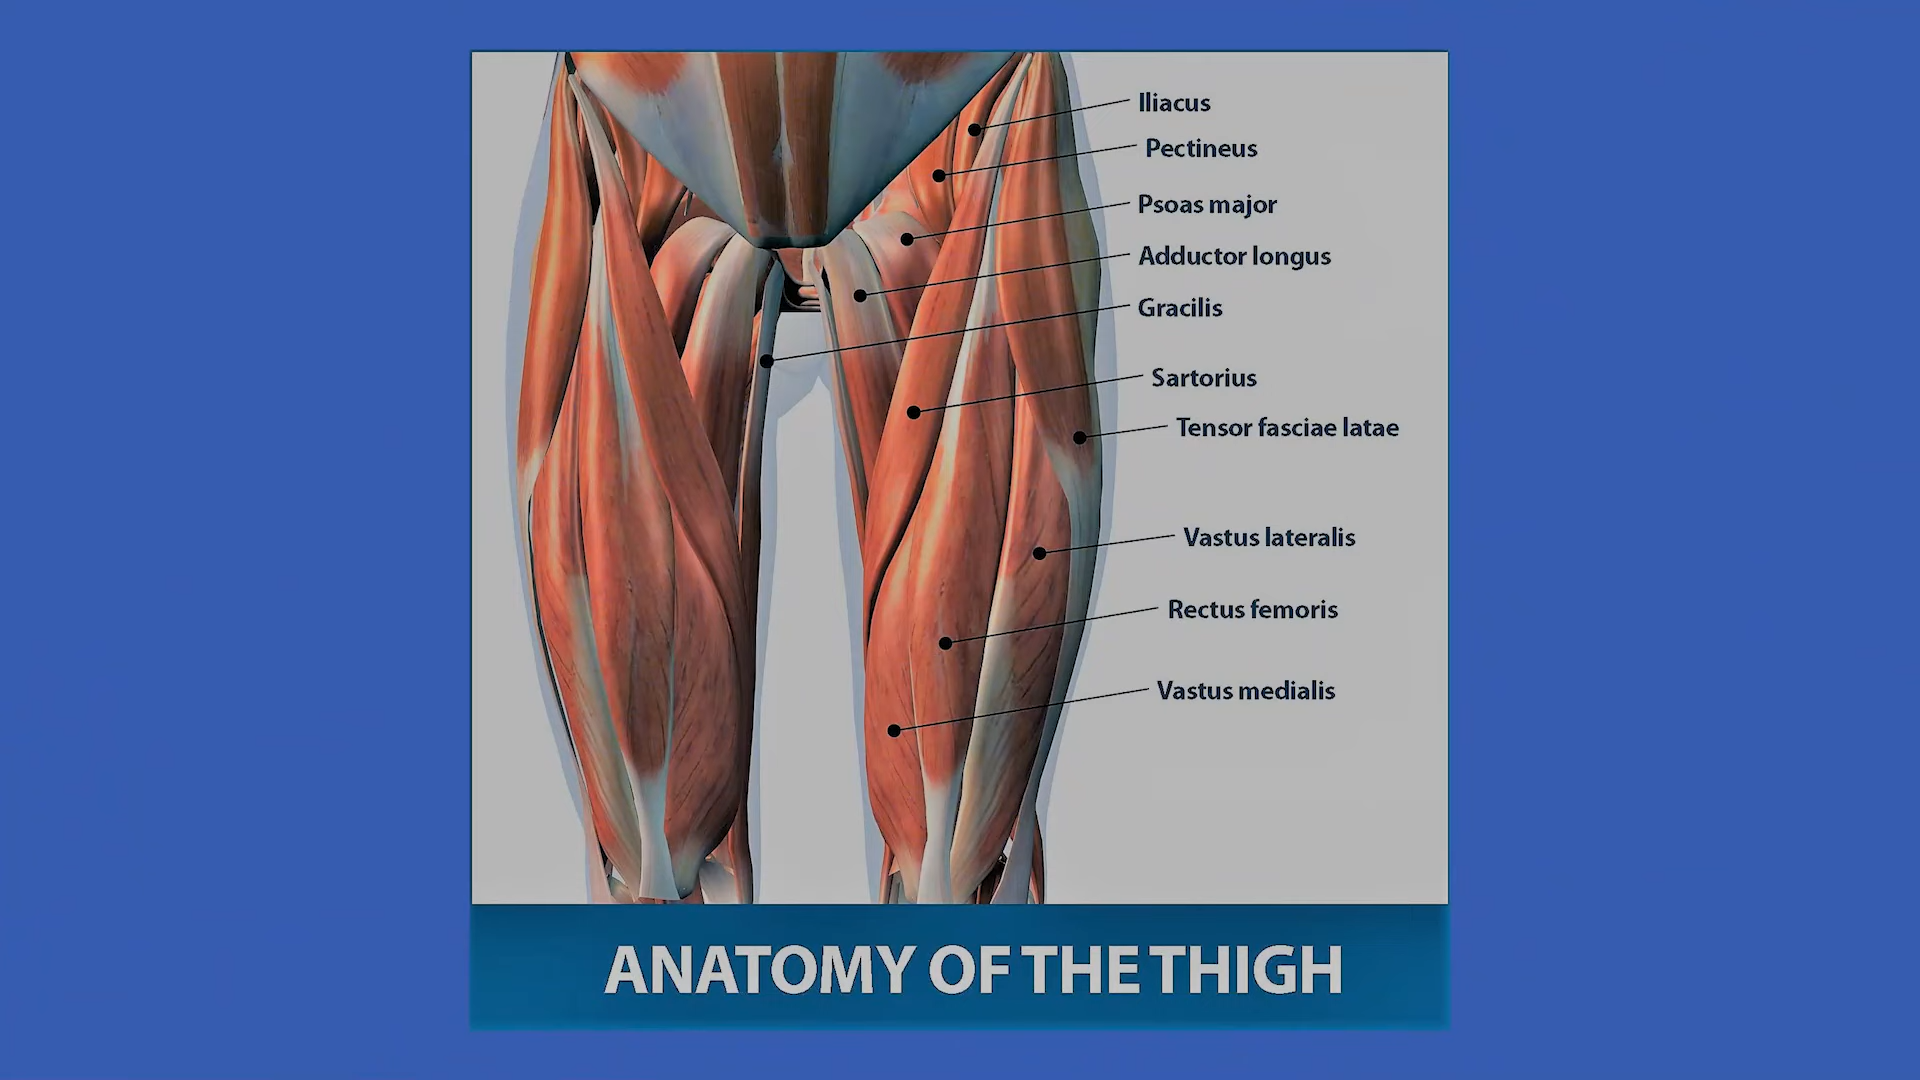 Iliacus
Pectineus
Psoas major
Adductor longus
Gracilis
Sartorius
Tensor fasciae latae
Vastus lateralis
Rectus femoris
Vastus medialis
ANATOMY OF THE THIGH